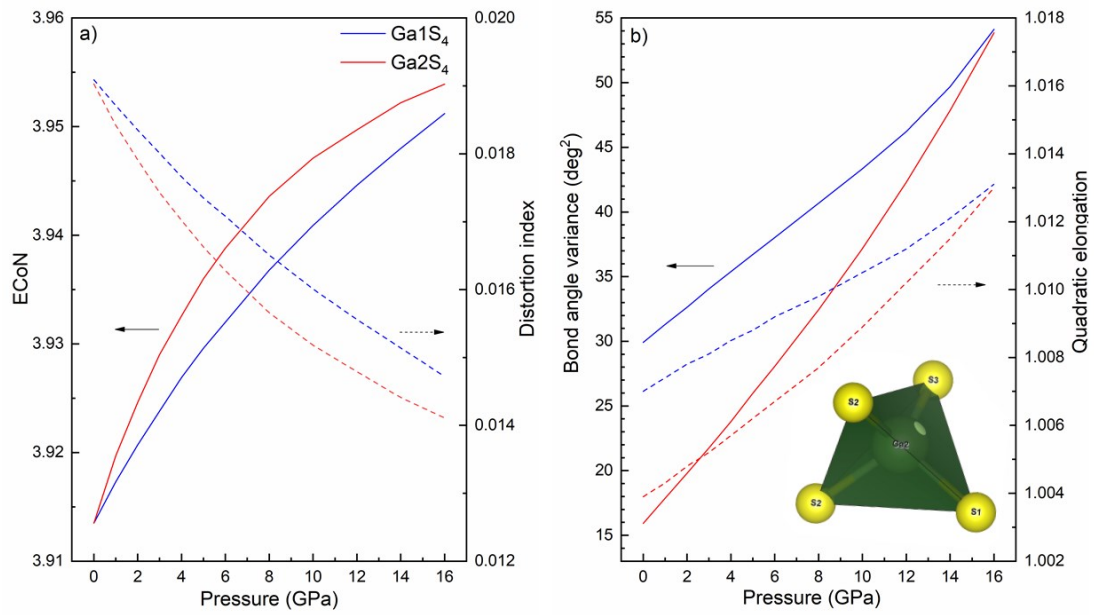 a)
Ga1S4
Ga2S4
3.96
3.95
3.94
3.93
3.92
3.91
ECoN
0.020
0.018
0.016
0.014
0.012
Distortion index
0 2 4 6 8 10 12 14 16
Pressure (GPa)
b)
55
50
45
40
35
30
25
20
15
Bond angle variance (deg²)
1.018
1.016
1.014
1.012
1.010
1.008
1.006
1.004
1.002
Quadratic elongation
S3
S2
Ga2
S2
S1
0 2 4 6 8 10 12 14 16
Pressure (GPa)